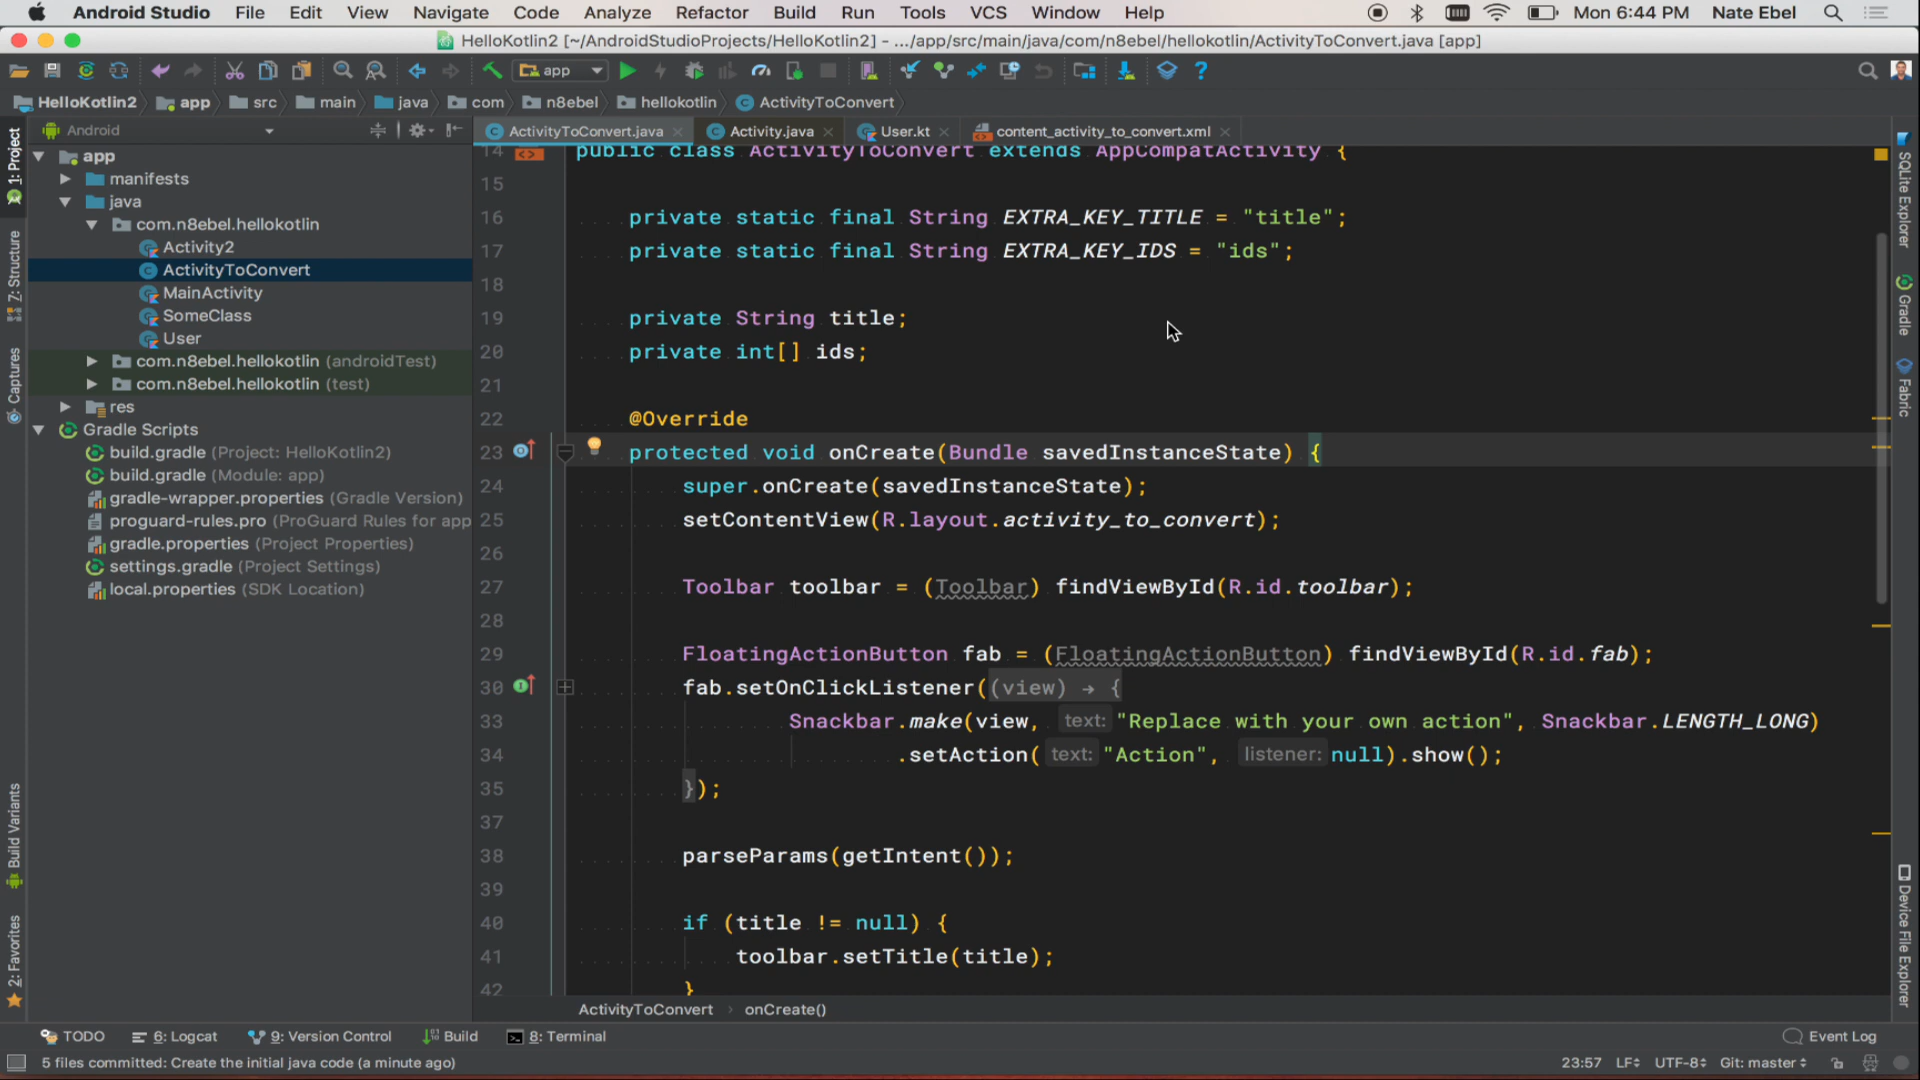 Android Studio File Edit View Navigate Code Analyze Refactor Build Run Tools VCS Window Help Mon 6:44 PM Nate Ebel
HelloKotlin2 [~/AndroidStudioProjects/HelloKotlin2] - .../app/src/main/java/com/n8ebel/hellokotlin/ActivityToConvert.java [app]
app
HelloKotlin2 app src main java com n8ebel hellokotlin ActivityToConvert
Android
ActivityToConvert.java Activity.java User.kt content_activity_to_convert.xml
1: Project
7: Structure
Captures
Build Variants
2: Favorites
app
manifests
java
com.n8ebel.hellokotlin
Activity2
ActivityToConvert
MainActivity
SomeClass
User
com.n8ebel.hellokotlin (androidTest)
com.n8ebel.hellokotlin (test)
res
Gradle Scripts
build.gradle (Project: HelloKotlin2)
build.gradle (Module: app)
gradle-wrapper.properties (Gradle Version)
proguard-rules.pro (ProGuard Rules for app
gradle.properties (Project Properties)
settings.gradle (Project Settings)
local.properties (SDK Location)
14 public class ActivityToConvert extends AppCompatActivity {
15
16 private static final String EXTRA_KEY_TITLE = "title";
17 private static final String EXTRA_KEY_IDS = "ids";
18
19 private String title;
20 private int[] ids;
21
22 @Override
23 protected void onCreate(Bundle savedInstanceState) {
24 super.onCreate(savedInstanceState);
25 setContentView(R.layout.activity_to_convert);
26
27 Toolbar toolbar = (Toolbar) findViewById(R.id.toolbar);
28
29 FloatingActionButton fab = (FloatingActionButton) findViewById(R.id.fab);
30 fab.setOnClickListener((view) → {
33 Snackbar.make(view, text: "Replace with your own action", Snackbar.LENGTH_LONG)
34 .setAction( text: "Action", listener: null).show();
35 });
37
38 parseParams(getIntent());
39
40 if (title != null) {
41 toolbar.setTitle(title);
42 }
ActivityToConvert › onCreate()
SQLite Explorer
Gradle
Fabric
Device File Explorer
TODO 6: Logcat 9: Version Control Build 8: Terminal Event Log
5 files committed: Create the initial java code (a minute ago) 23:57 LF UTF-8 Git: master